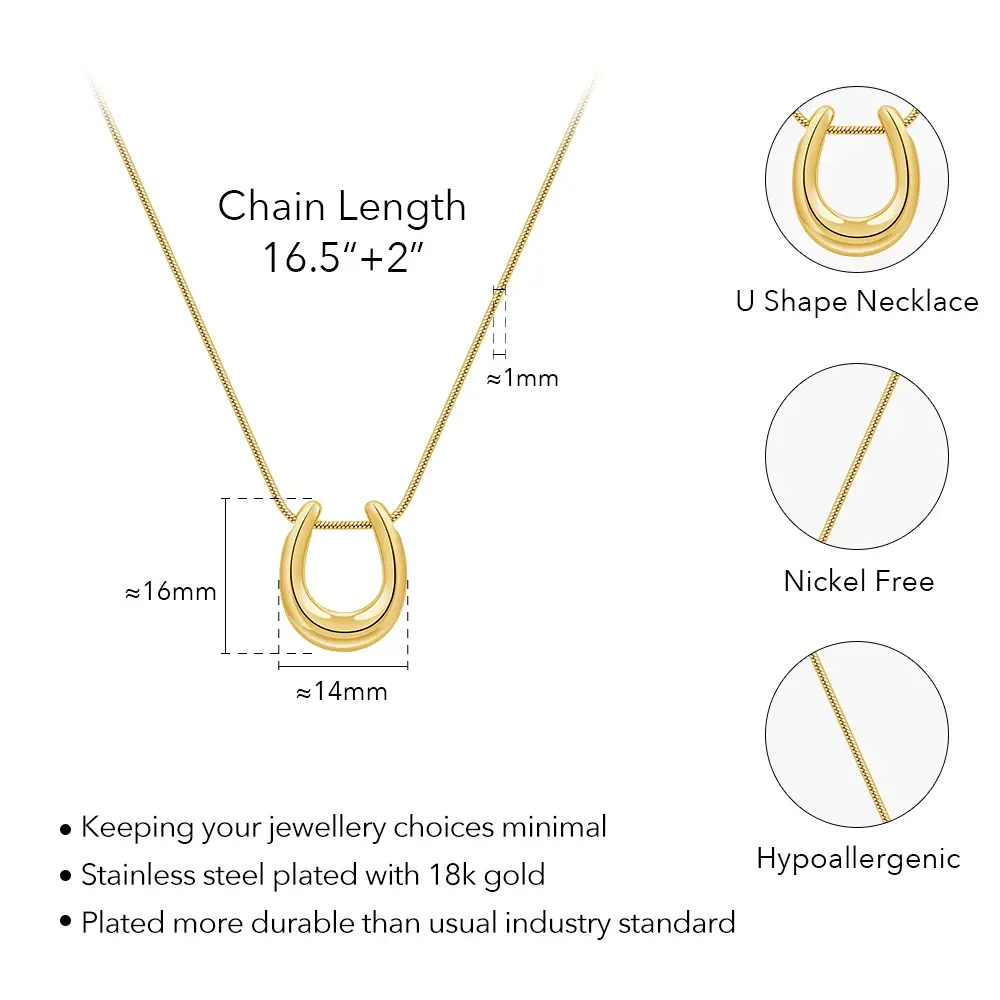 Chain Length
16.5“+2”
≈1mm
≈16mm
≈14mm
U Shape Necklace
Nickel Free
Hypoallergenic
• Keeping your jewellery choices minimal
• Stainless steel plated with 18k gold
• Plated more durable than usual industry standard